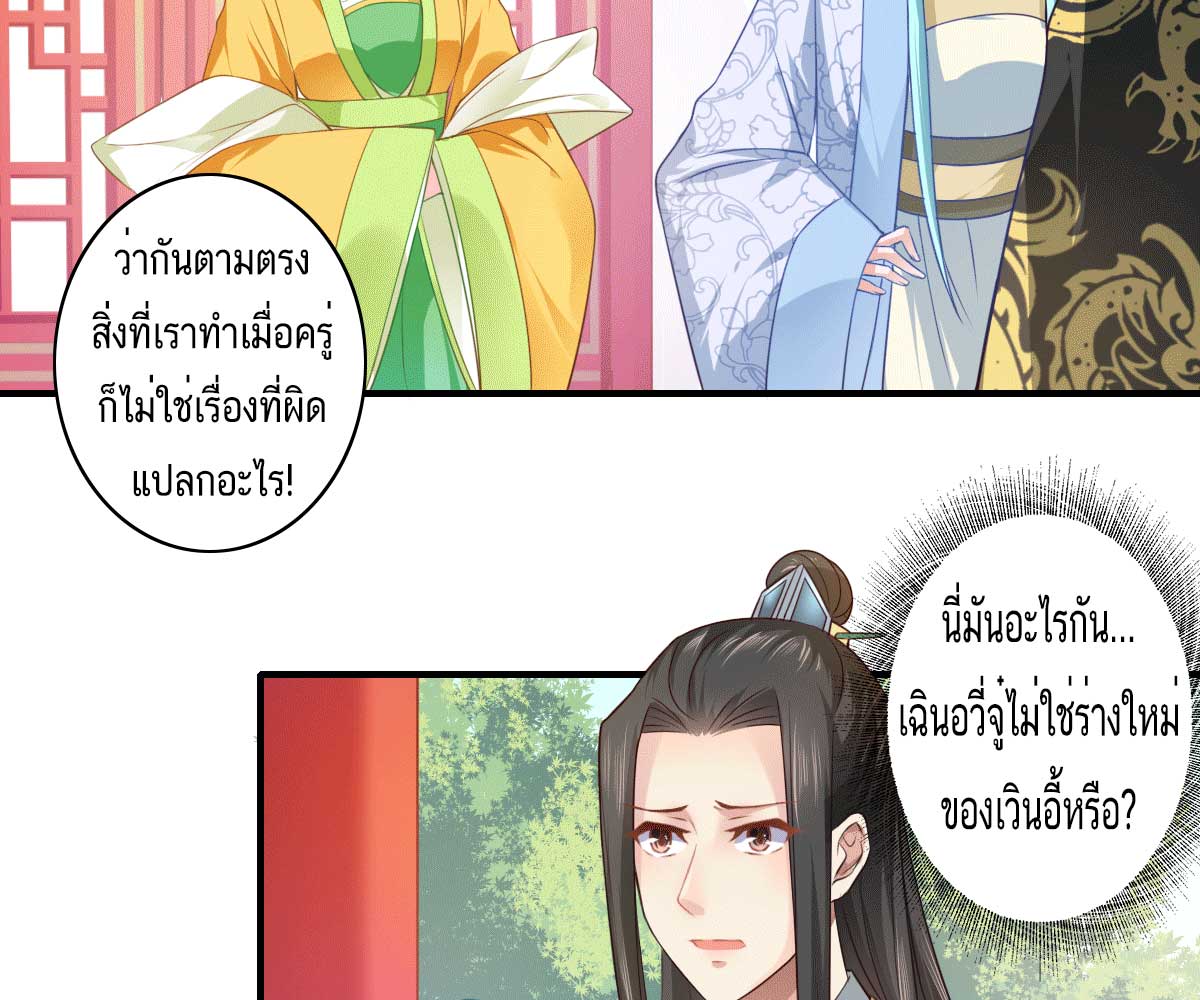 ว่ากันตามตรง
สิ่งที่เราทำเมื่อครู่
ก็ไม่ใช่เรื่องที่ผิด
แปลกอะไร!
นี่มันอะไรกัน...
เฉินอวี่จู๋ไม่ใช่ร่างใหม่
ของเวินอี้หรือ?